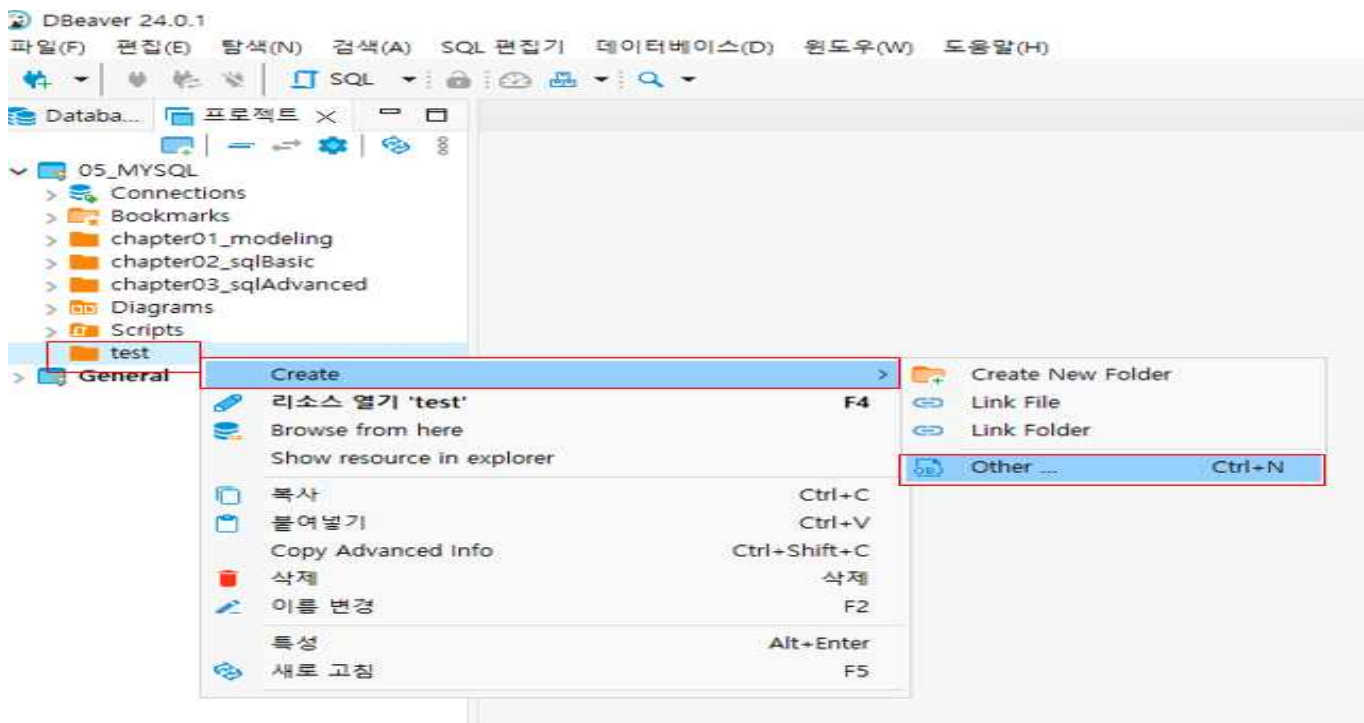 DBeaver 24.0.1
파일(F) 편집(E) 탐색(N) 검색(A) SQL 편집기 데이터베이스(D) 윈도우(W) 도움말(H)
SQL
Databa... 프로젝트
05_MYSQL
Connections
Bookmarks
chapter01_modeling
chapter02_sqlBasic
chapter03_sqlAdvanced
Diagrams
Scripts
test
General
Create
리소스 열기 'test' F4
Browse from here
Show resource in explorer
복사 Ctrl+C
붙여넣기 Ctrl+V
Copy Advanced Info Ctrl+Shift+C
삭제 삭제
이름 변경 F2
특성 Alt+Enter
새로 고침 F5
Create New Folder
Link File
Link Folder
Other ... Ctrl+N